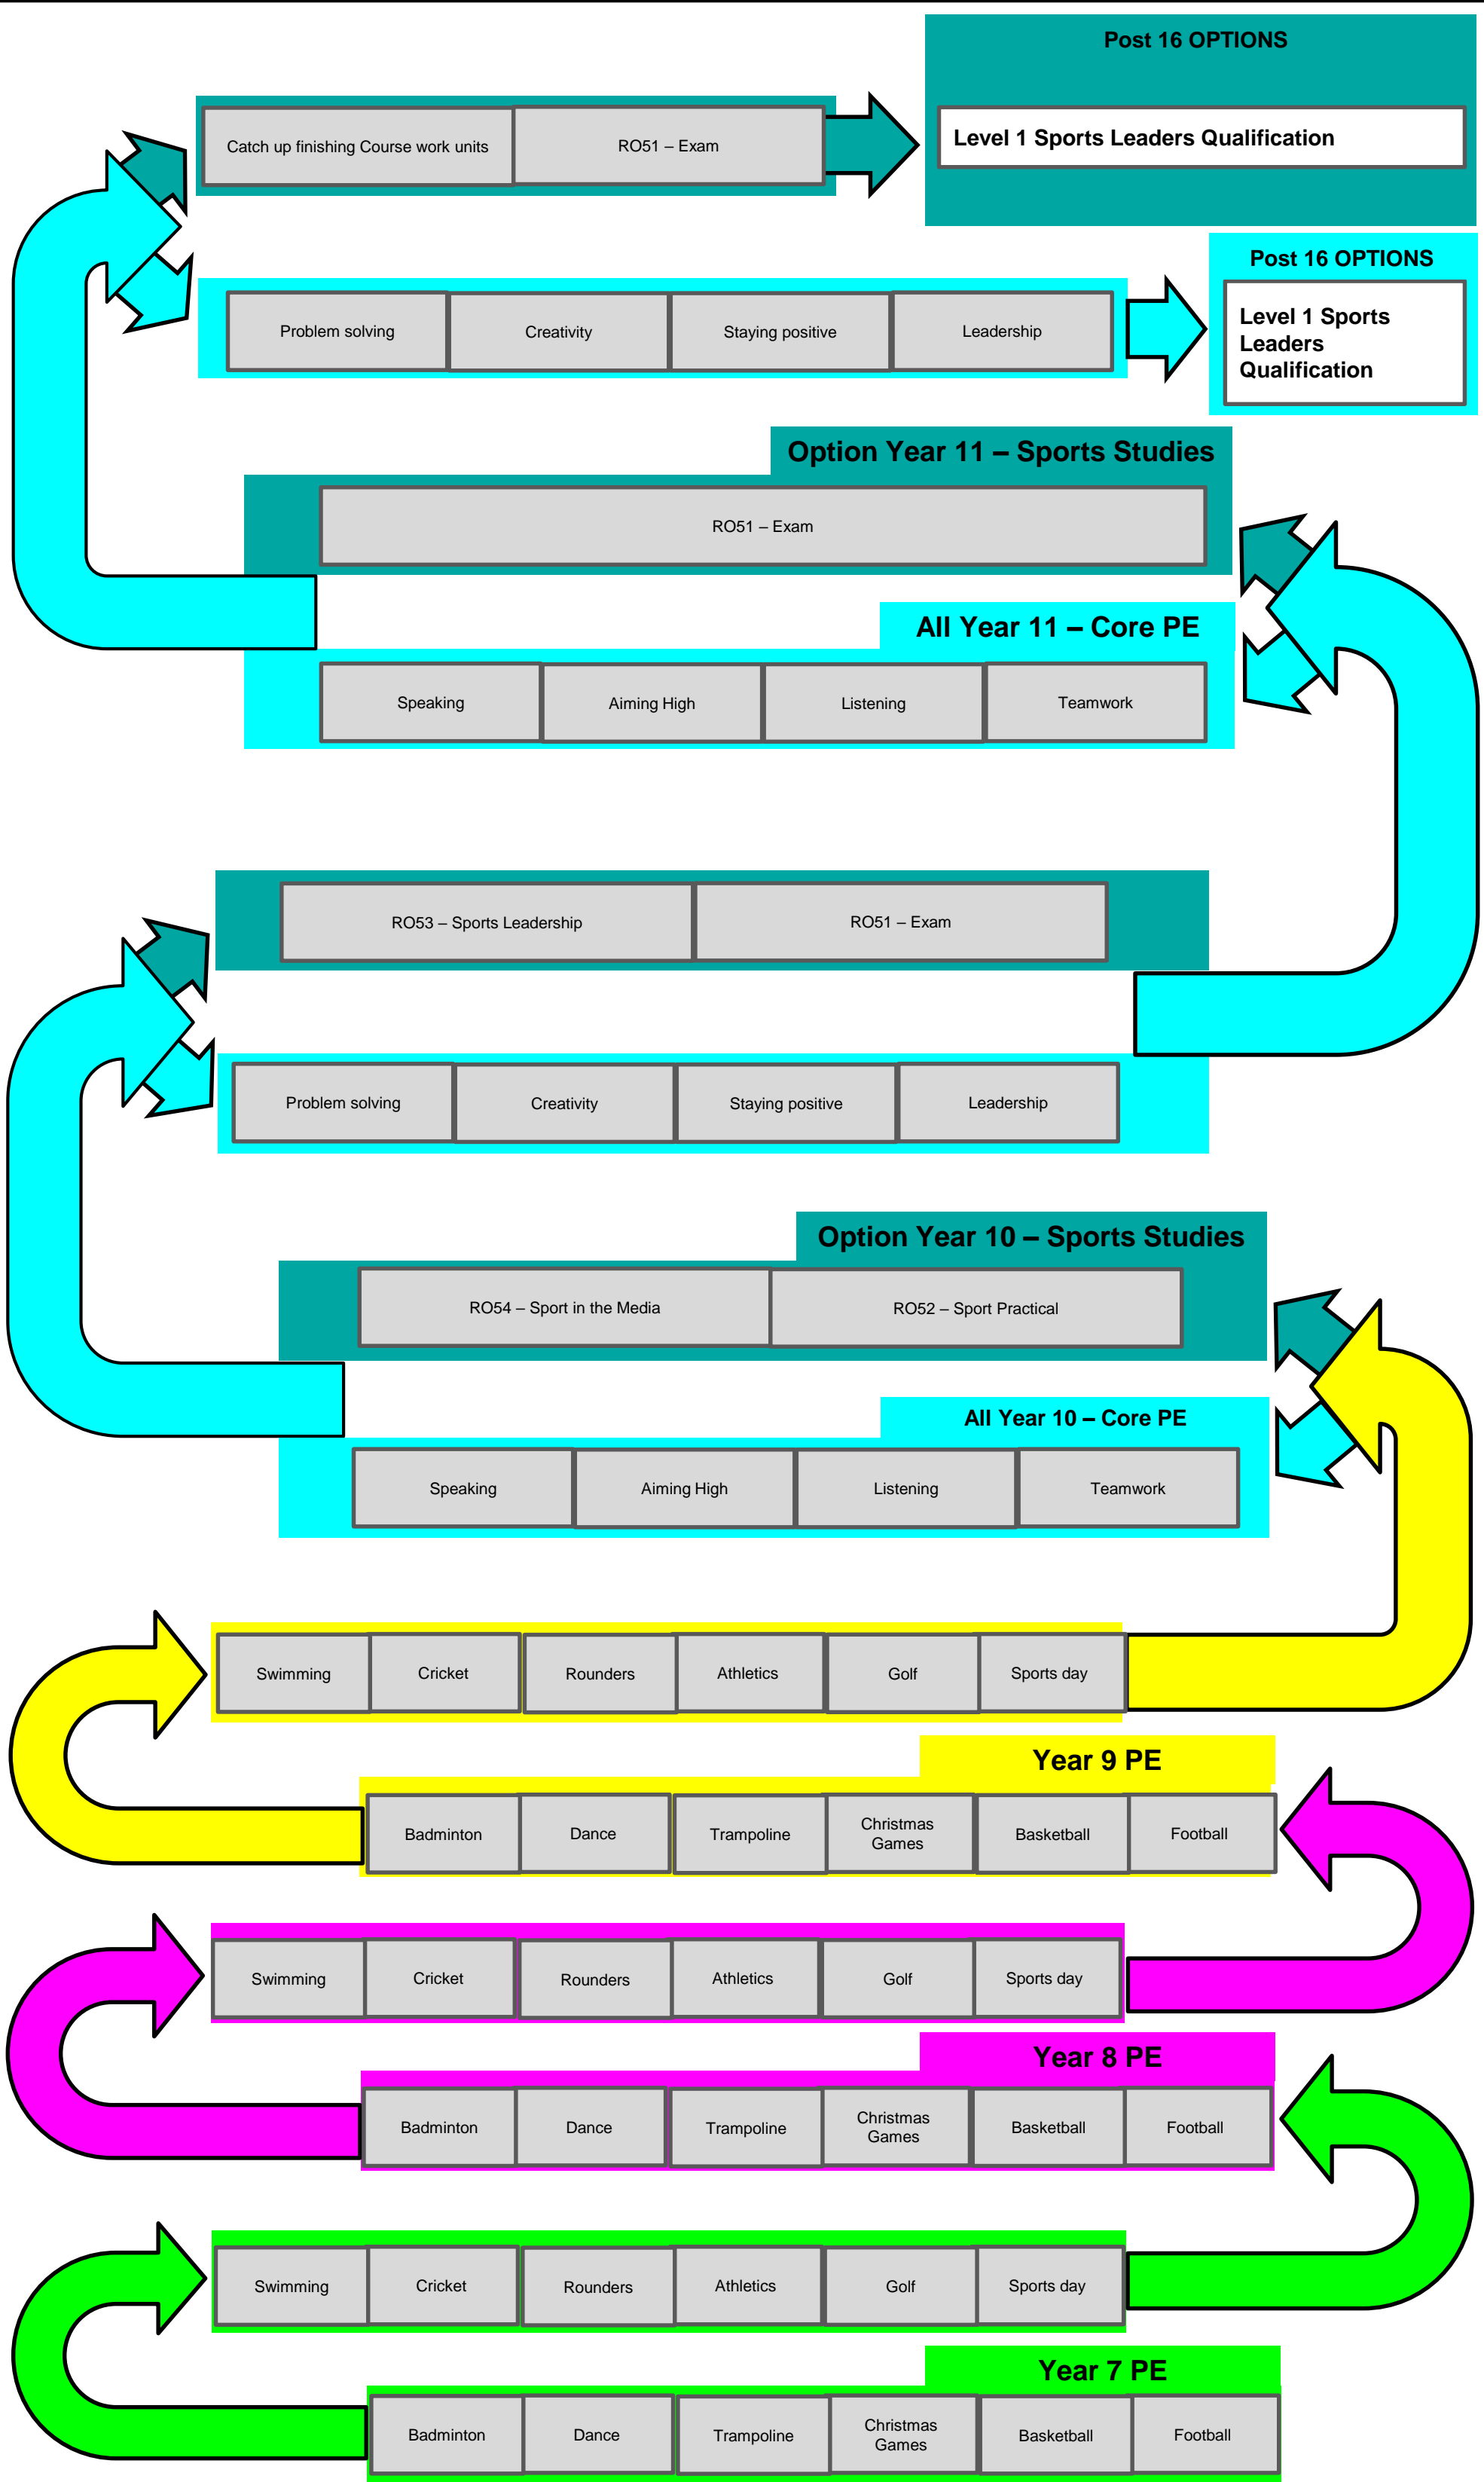 Post 16 OPTIONS
Level 1 Sports Leaders Qualification
Catch up finishing Course work units
RO51 – Exam
Post 16 OPTIONS
Level 1 Sports
Leaders
Qualification
Problem solving
Creativity
Staying positive
Leadership
Option Year 11 – Sports Studies
RO51 – Exam
All Year 11 – Core PE
Speaking
Aiming High
Listening
Teamwork
RO53 – Sports Leadership
RO51 – Exam
Problem solving
Creativity
Staying positive
Leadership
Option Year 10 – Sports Studies
RO54 – Sport in the Media
RO52 – Sport Practical
All Year 10 – Core PE
Speaking
Aiming High
Listening
Teamwork
Swimming
Cricket
Rounders
Athletics
Golf
Sports day
Year 9 PE
Badminton
Dance
Trampoline
Christmas
Games
Basketball
Football
Swimming
Cricket
Rounders
Athletics
Golf
Sports day
Year 8 PE
Badminton
Dance
Trampoline
Christmas
Games
Basketball
Football
Swimming
Cricket
Rounders
Athletics
Golf
Sports day
Year 7 PE
Badminton
Dance
Trampoline
Christmas
Games
Basketball
Football